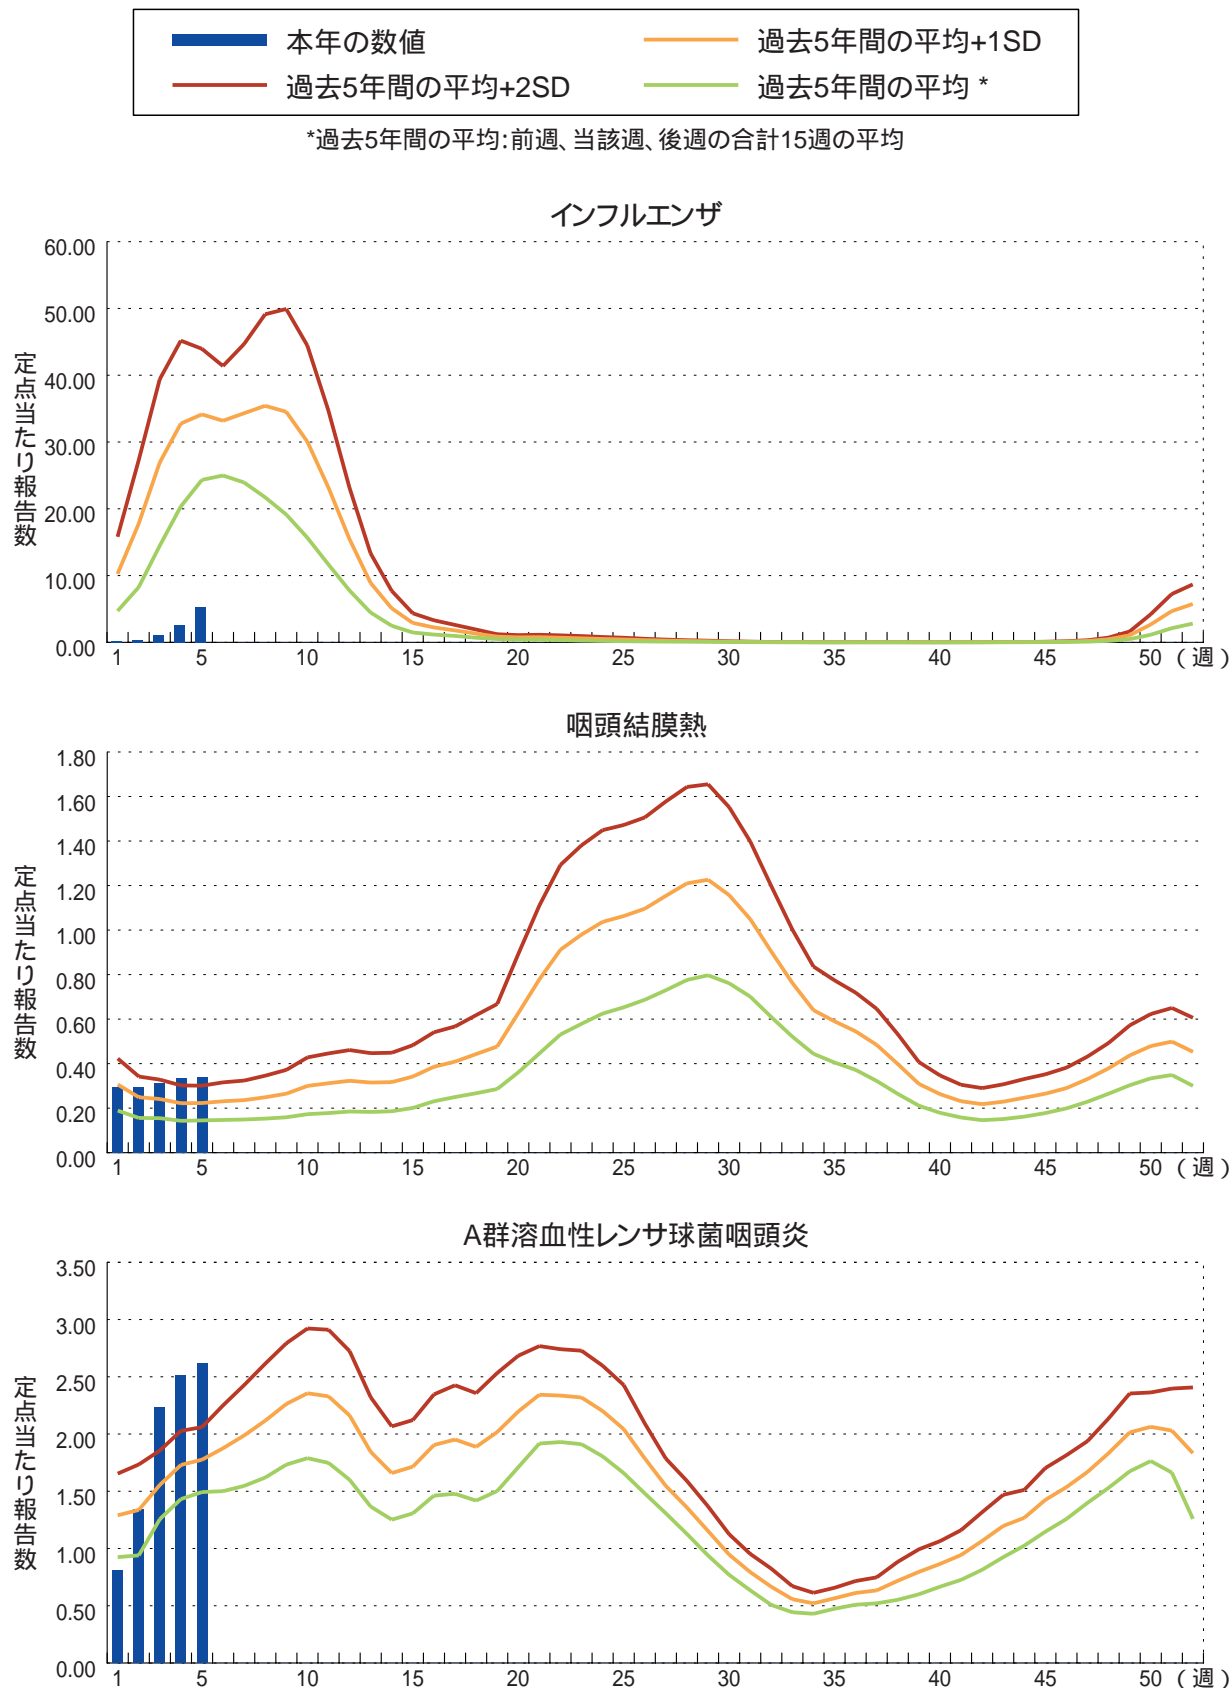 本年の数値
過去5年間の平均+1SD
過去5年間の平均+2SD
過去5年間の平均 *
*過去5年間の平均:前週、当該週、後週の合計15週の平均
インフルエンザ
定点当たり報告数
60.00
50.00
40.00
30.00
20.00
10.00
0.00
1 5 10 15 20 25 30 35 40 45 50 (週)
咽頭結膜熱
定点当たり報告数
1.80
1.60
1.40
1.20
1.00
0.80
0.60
0.40
0.20
0.00
1 5 10 15 20 25 30 35 40 45 50 (週)
A群溶血性レンサ球菌咽頭炎
定点当たり報告数
3.50
3.00
2.50
2.00
1.50
1.00
0.50
0.00
1 5 10 15 20 25 30 35 40 45 50 (週)